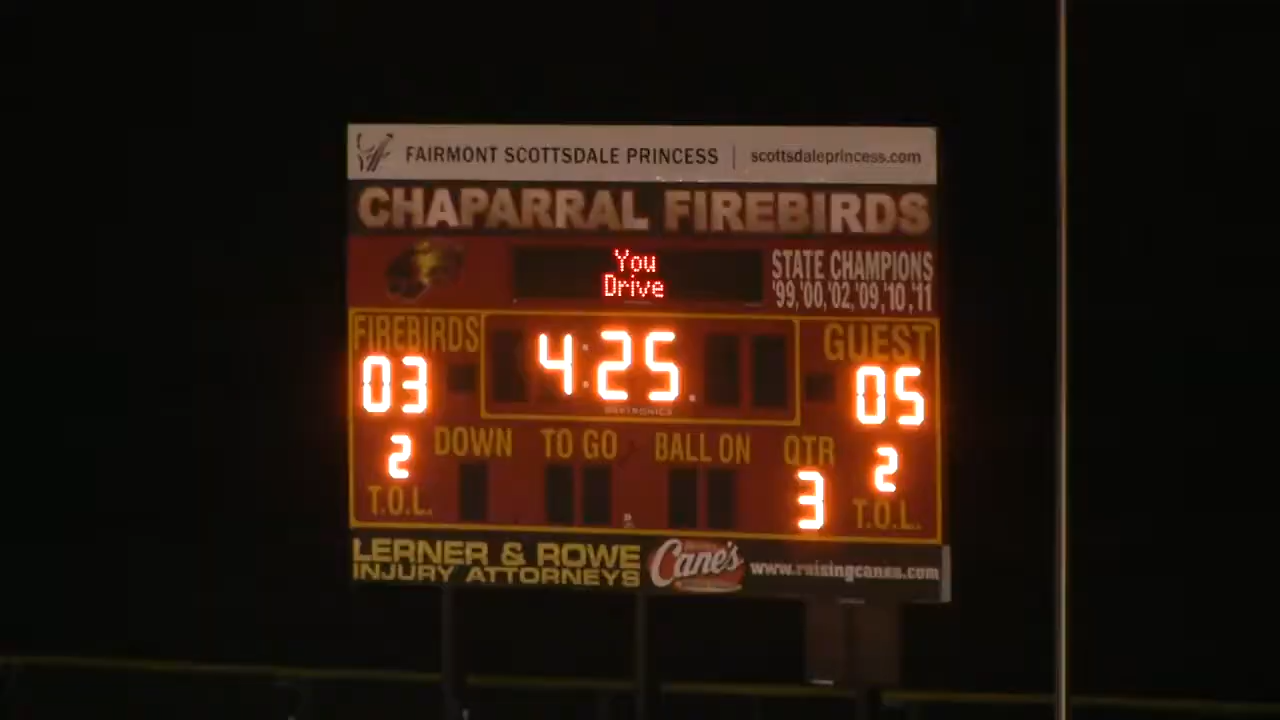 FAIRMONT SCOTTSDALE PRINCESS | scottsdaleprincess.com
CHAPARRAL FIREBIRDS
You
Drive
STATE CHAMPIONS
'99,'00,'02,'09,'10,'11
FIREBIRDS
4:25.
GUEST
03
05
DAKTRONICS
DOWN TO GO BALL ON QTR
2
2
3
T.O.L.
T.O.L.
LERNER & ROWE
INJURY ATTORNEYS
Cane's
www.raisingcanes.com